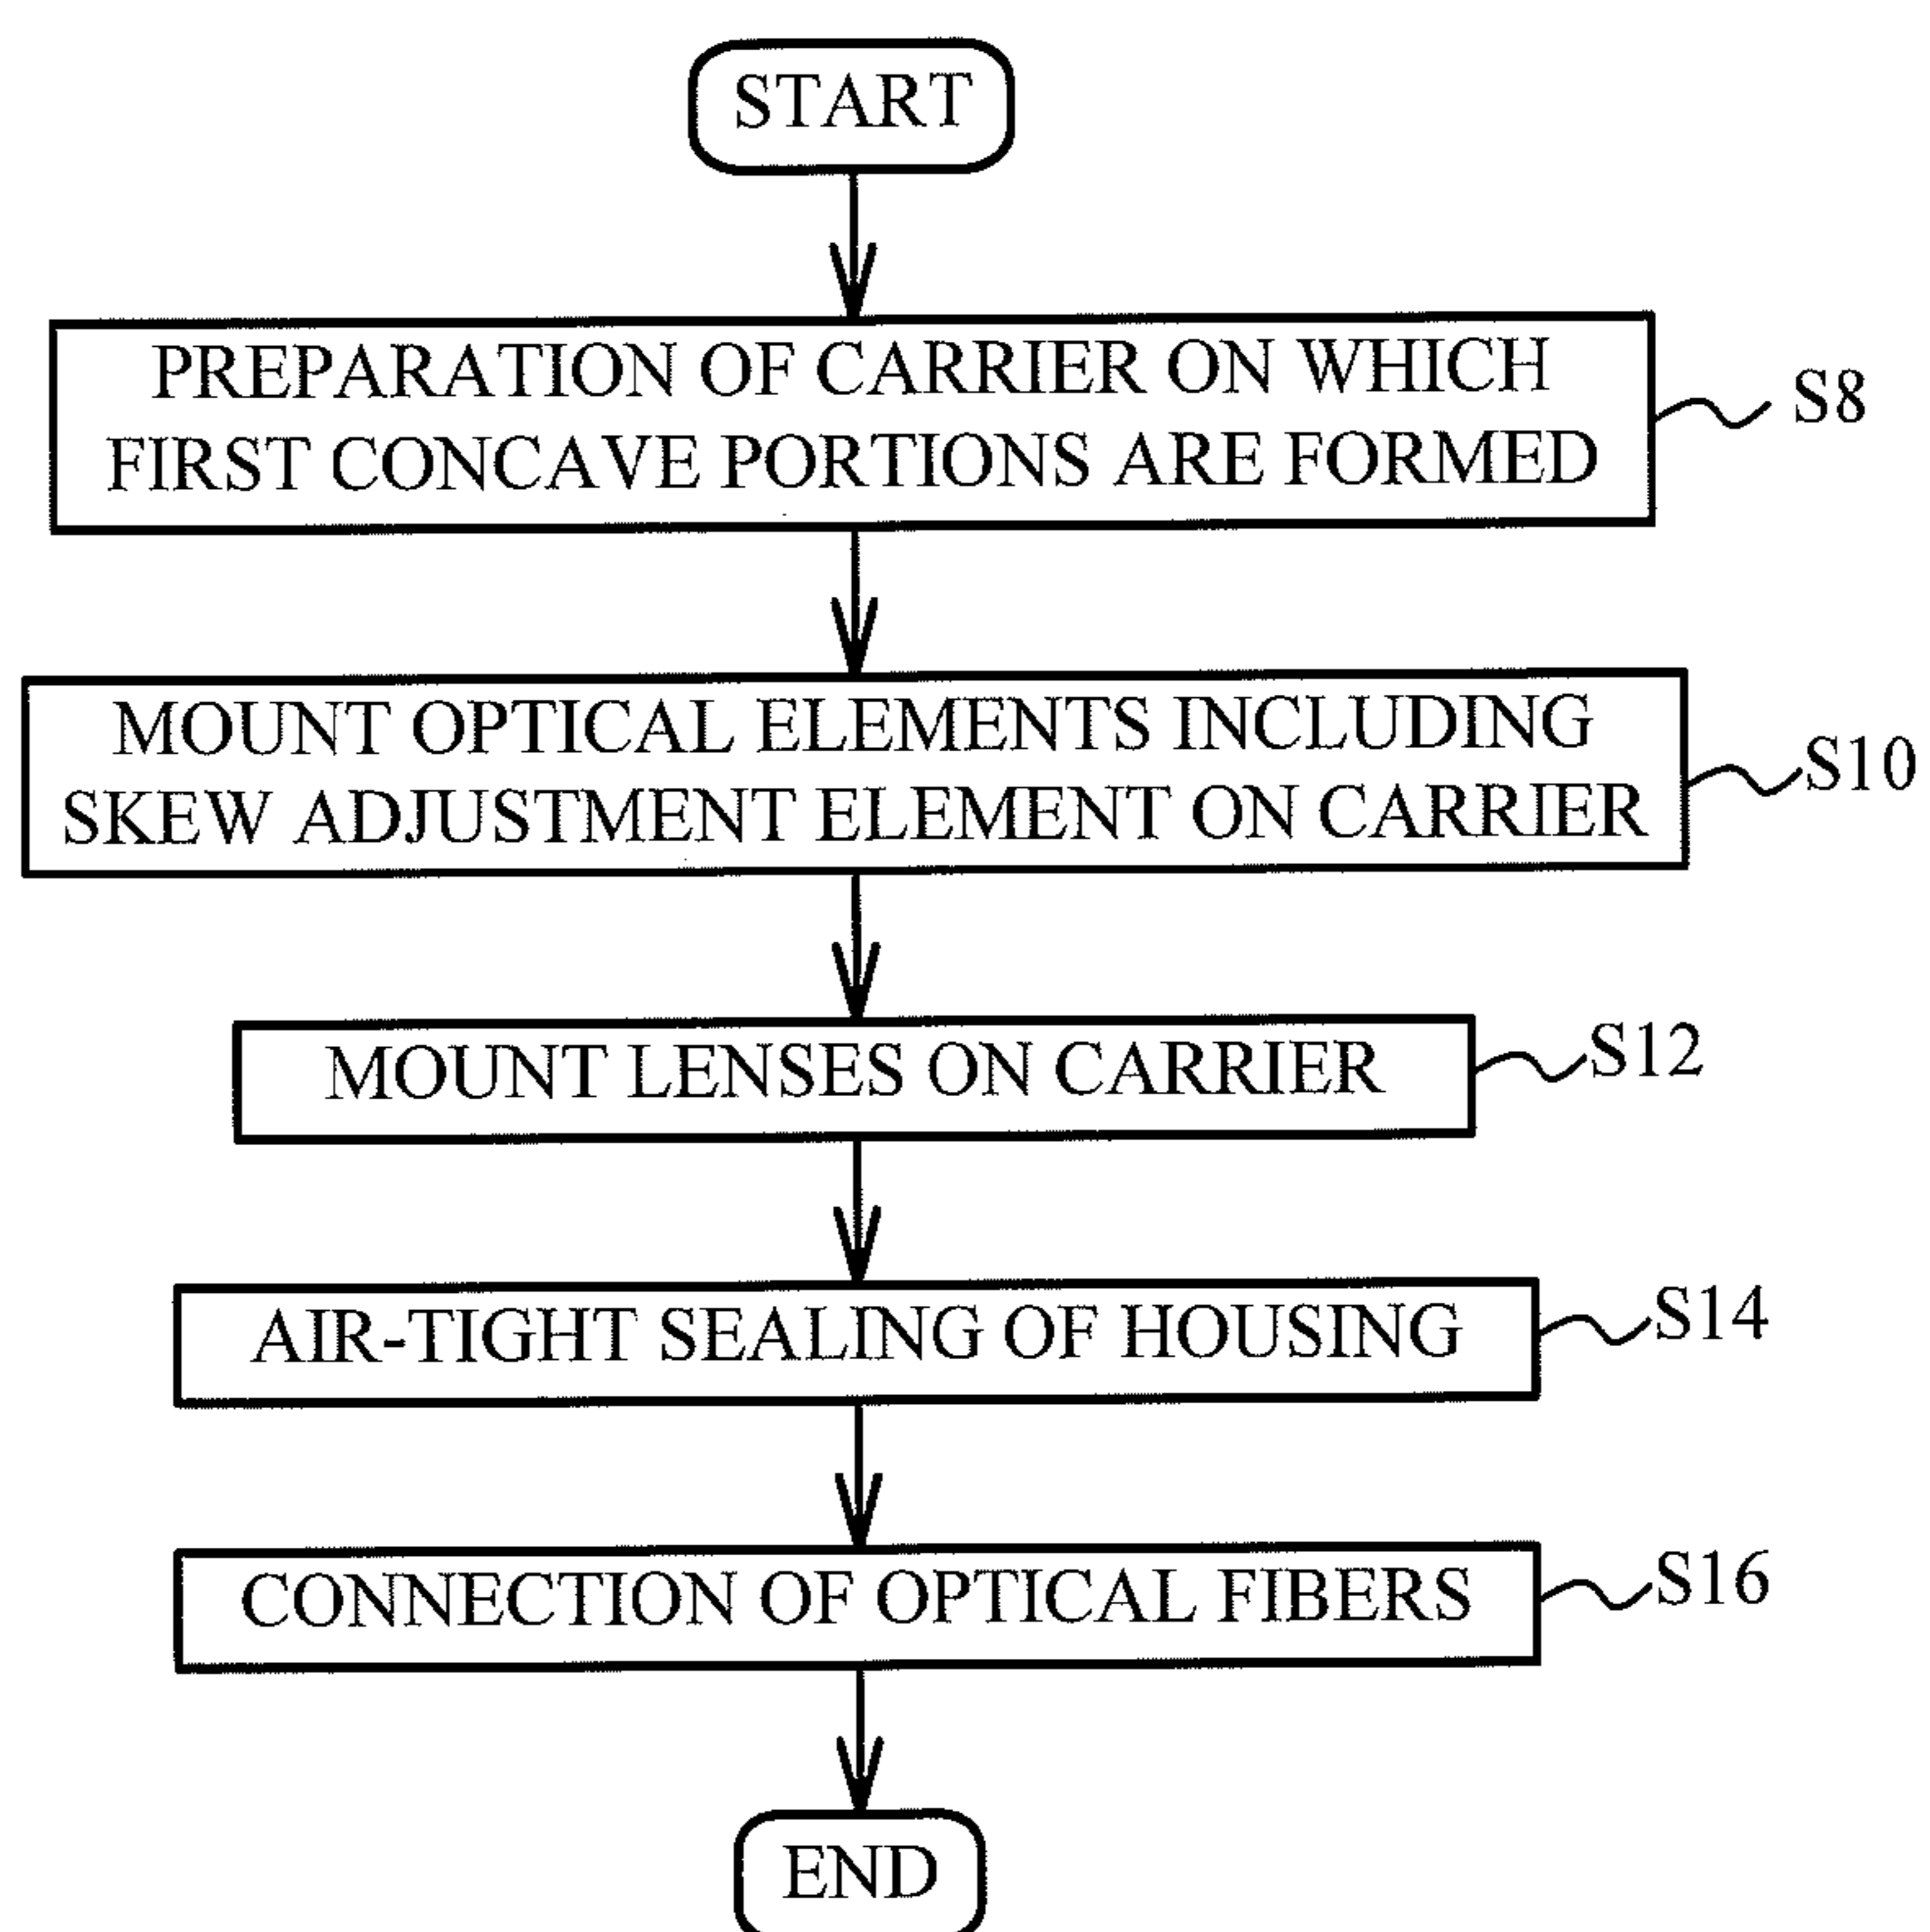 START
PREPARATION OF CARRIER ON WHICH
FIRST CONCAVE PORTIONS ARE FORMED
S8
MOUNT OPTICAL ELEMENTS INCLUDING
SKEW ADJUSTMENT ELEMENT ON CARRIER
S10
MOUNT LENSES ON CARRIER
S12
AIR-TIGHT SEALING OF HOUSING
S14
CONNECTION OF OPTICAL FIBERS
S16
END